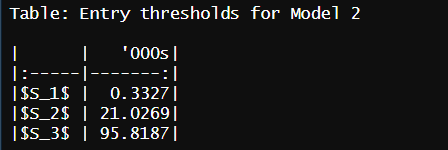 Table: Entry thresholds for Model 2
|      |   '000s|
|:-----|-------:|
|$S_1$ |  0.3327|
|$S_2$ | 21.0269|
|$S_3$ | 95.8187|